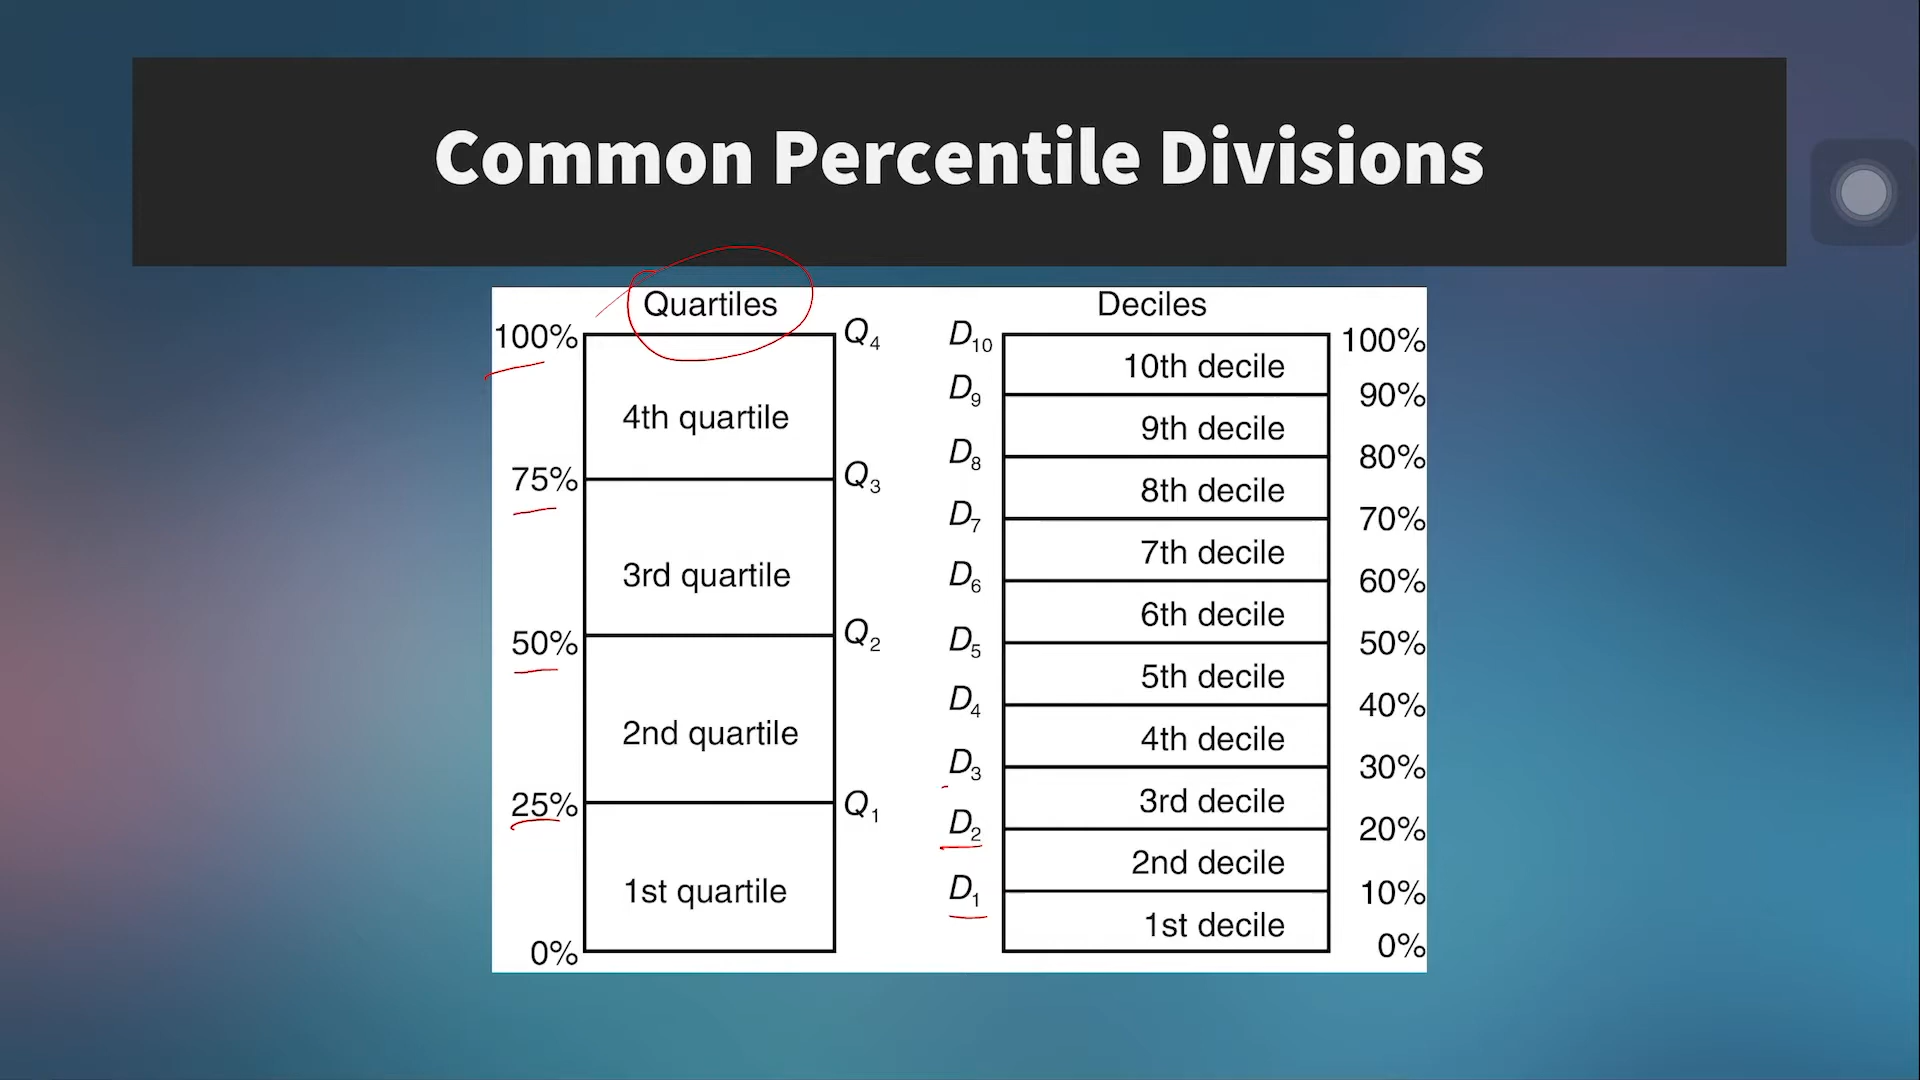 Common Percentile Divisions
Quartiles
100%
Q4
4th quartile
75%
Q3
3rd quartile
50%
Q2
2nd quartile
25%
Q1
1st quartile
0%
Deciles
D10
100%
10th decile
D9
90%
9th decile
D8
80%
8th decile
D7
70%
7th decile
D6
60%
6th decile
D5
50%
5th decile
D4
40%
4th decile
D3
30%
3rd decile
D2
20%
2nd decile
D1
10%
1st decile
0%